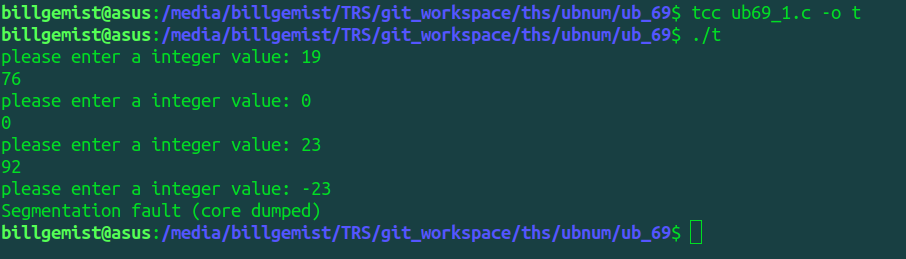 billgemist@asus:/media/billgemist/TRS/git_workspace/ths/ubnum/ub_69$ tcc ub69_1.c -o t
billgemist@asus:/media/billgemist/TRS/git_workspace/ths/ubnum/ub_69$ ./t
please enter a integer value: 19
76
please enter a integer value: 0
0
please enter a integer value: 23
92
please enter a integer value: -23
Segmentation fault (core dumped)
billgemist@asus:/media/billgemist/TRS/git_workspace/ths/ubnum/ub_69$